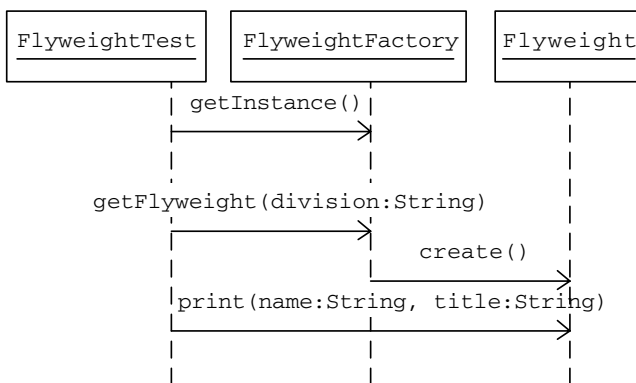 FlyweightTest
FlyweightFactory
Flyweight
getInstance()
getFlyweight(division:String)
create()
print(name:String, title:String)